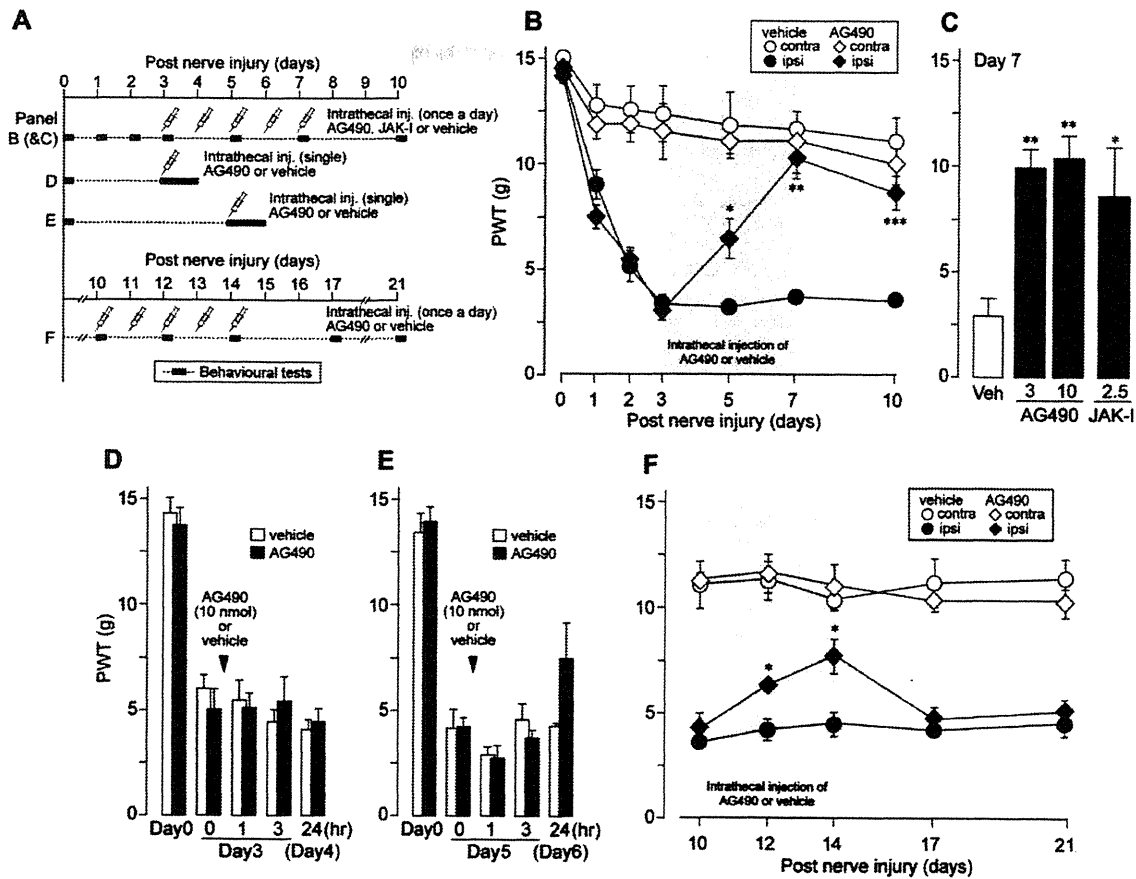 A
Post nerve injury (days)
0 1 2 3 4 5 6 7 8 9 10
Panel
B (&C)
Intrathecal inj. (once a day)
AG490, JAK-I or vehicle
D
Intrathecal inj. (single)
AG490 or vehicle
E
Intrathecal inj. (single)
AG490 or vehicle
Post nerve injury (days)
10 11 12 13 14 15 16 17 21
F
Intrathecal inj. (once a day)
AG490 or vehicle
Behavioural tests
B
vehicle AG490
contra contra
ipsi ipsi
PWT (g)
15
10
5
0
*
**
***
Intrathecal injection of
AG490 or vehicle
0 1 2 3 5 7 10
Post nerve injury (days)
C
Day 7
15
10
5
0
** ** *
Veh 3 10 2.5
AG490 JAK-I
D
PWT (g)
15
10
5
0
vehicle
AG490
AG490
(10 nmol)
or
vehicle
Day0 0 1 3 24 (hr)
Day3 (Day4)
E
15
10
5
0
vehicle
AG490
AG490
(10 nmol)
or
vehicle
Day0 0 1 3 24 (hr)
Day5 (Day6)
F
vehicle AG490
contra contra
ipsi ipsi
15
10
5
0
* *
Intrathecal injection of
AG490 or vehicle
10 12 14 17 21
Post nerve injury (days)